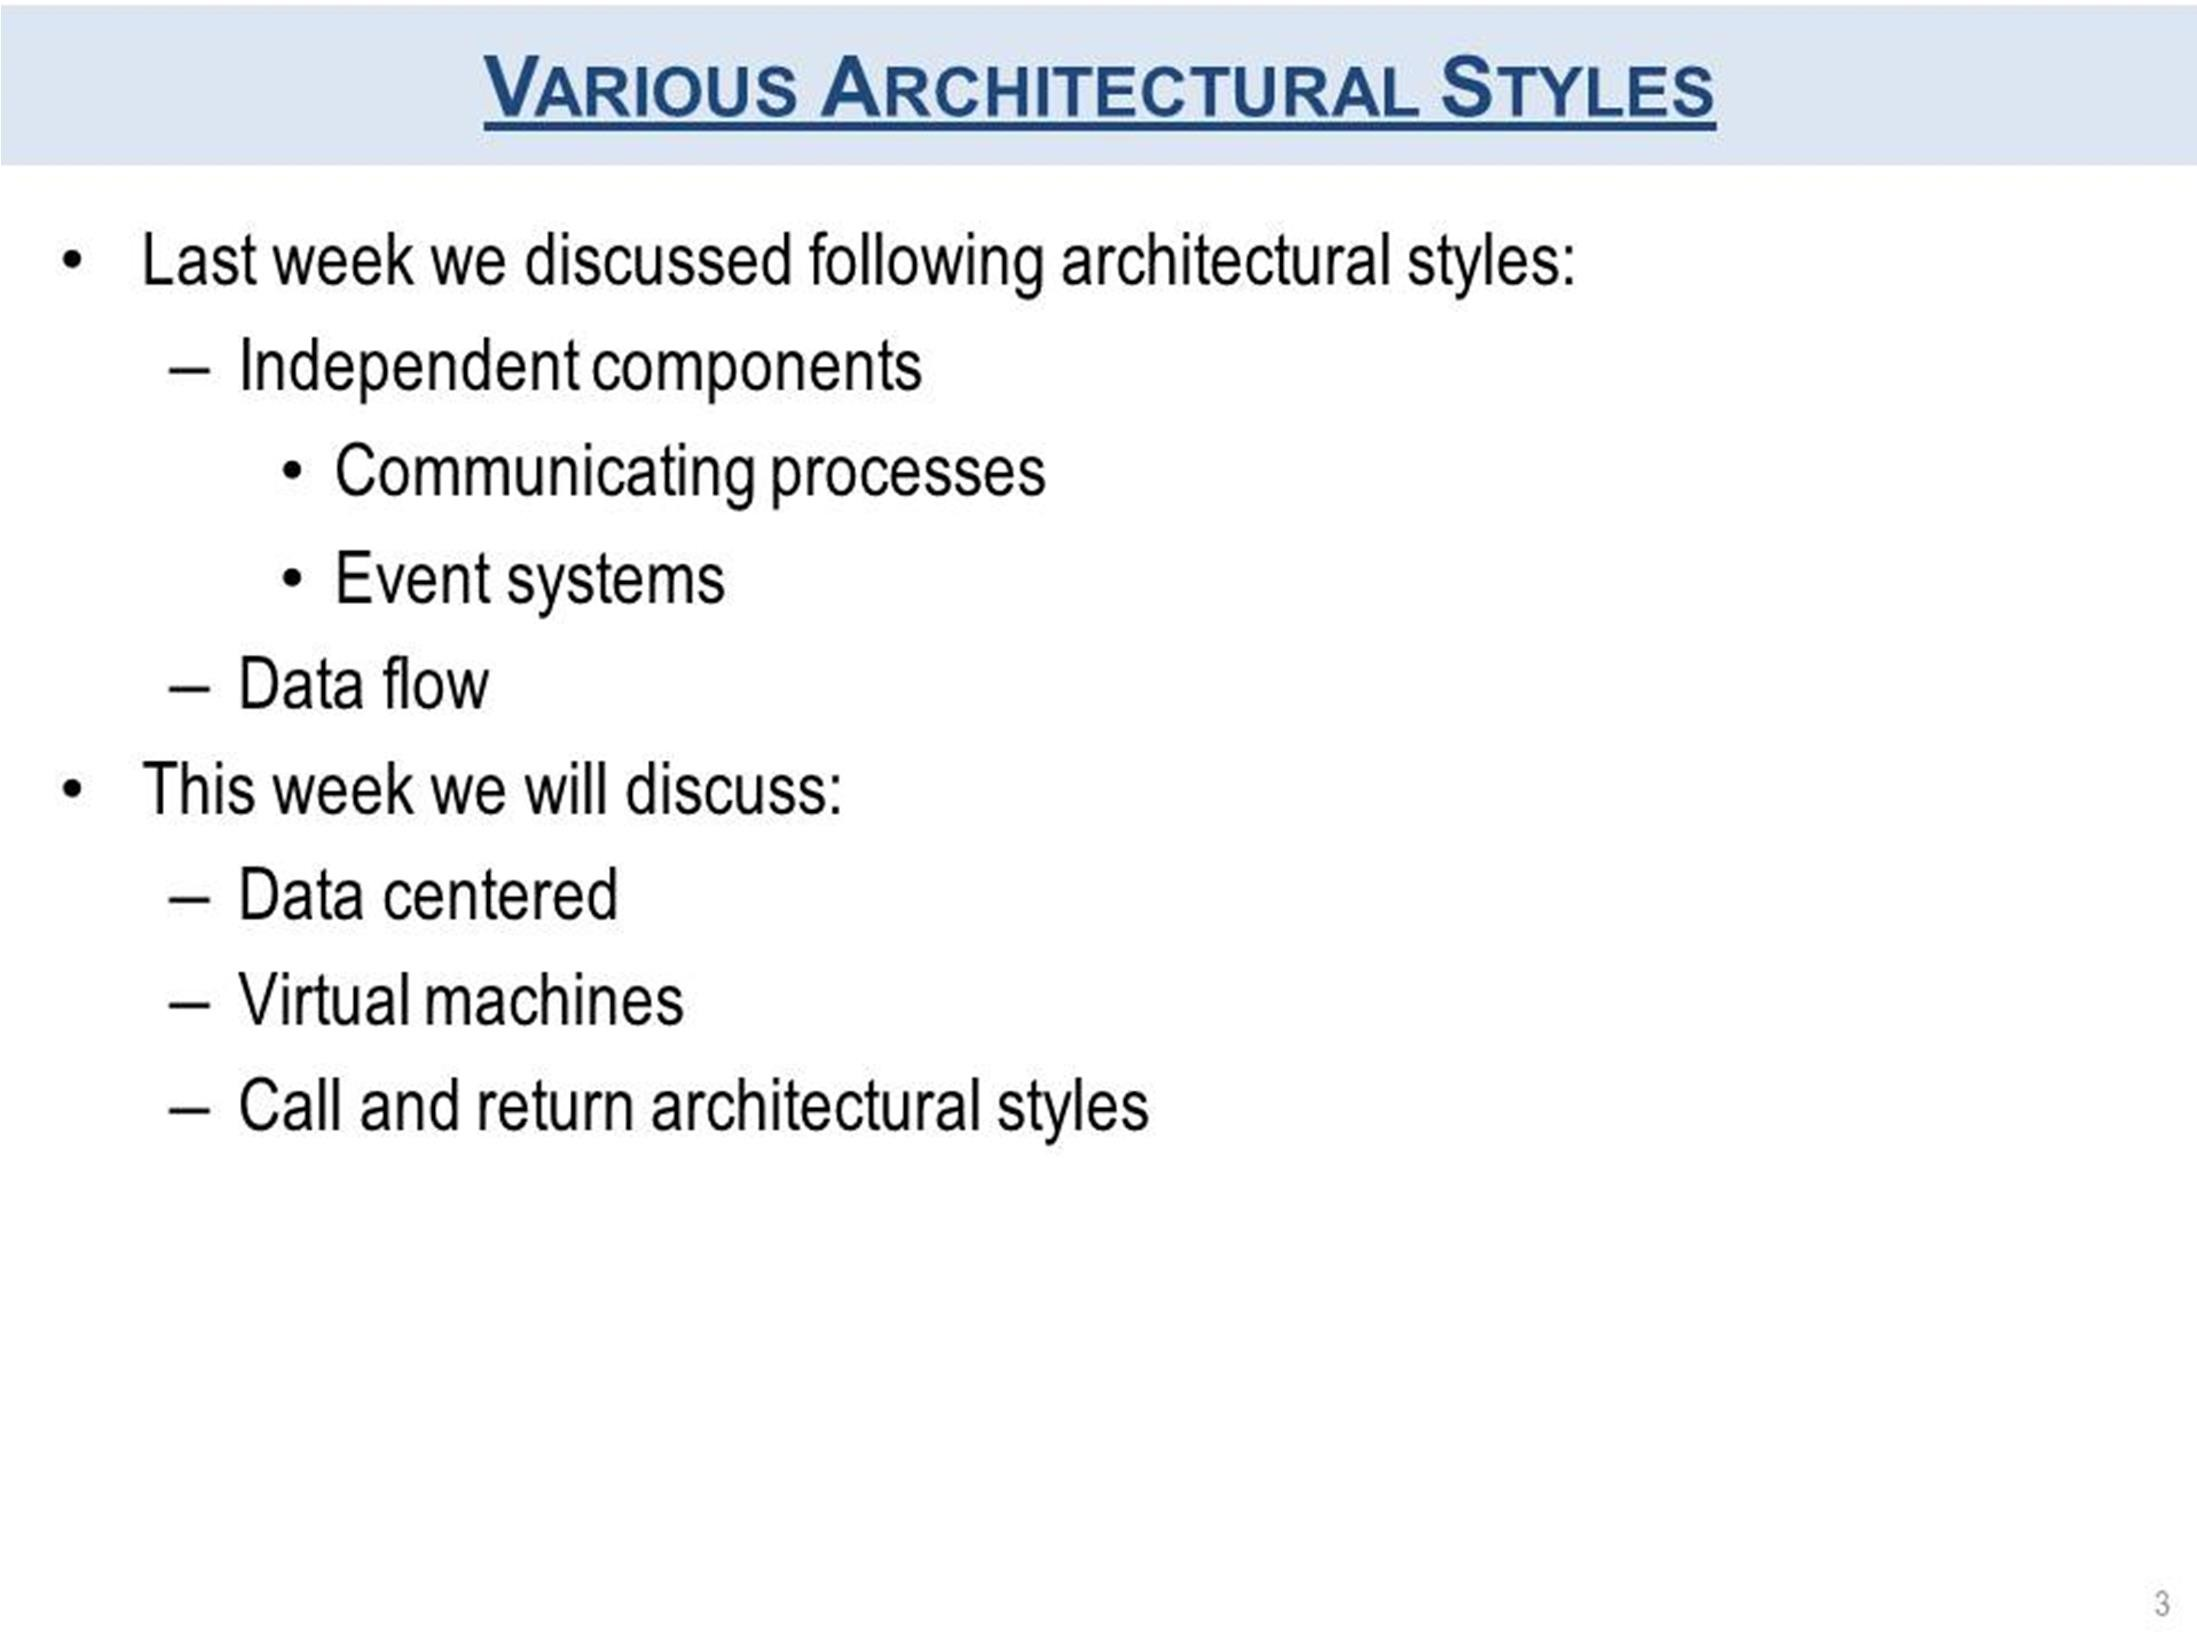 VARIOUS ARCHITECTURAL STYLES
• Last week we discussed following architectural styles:
– Independent components
• Communicating processes
• Event systems
– Data flow
• This week we will discuss:
– Data centered
– Virtual machines
– Call and return architectural styles
3